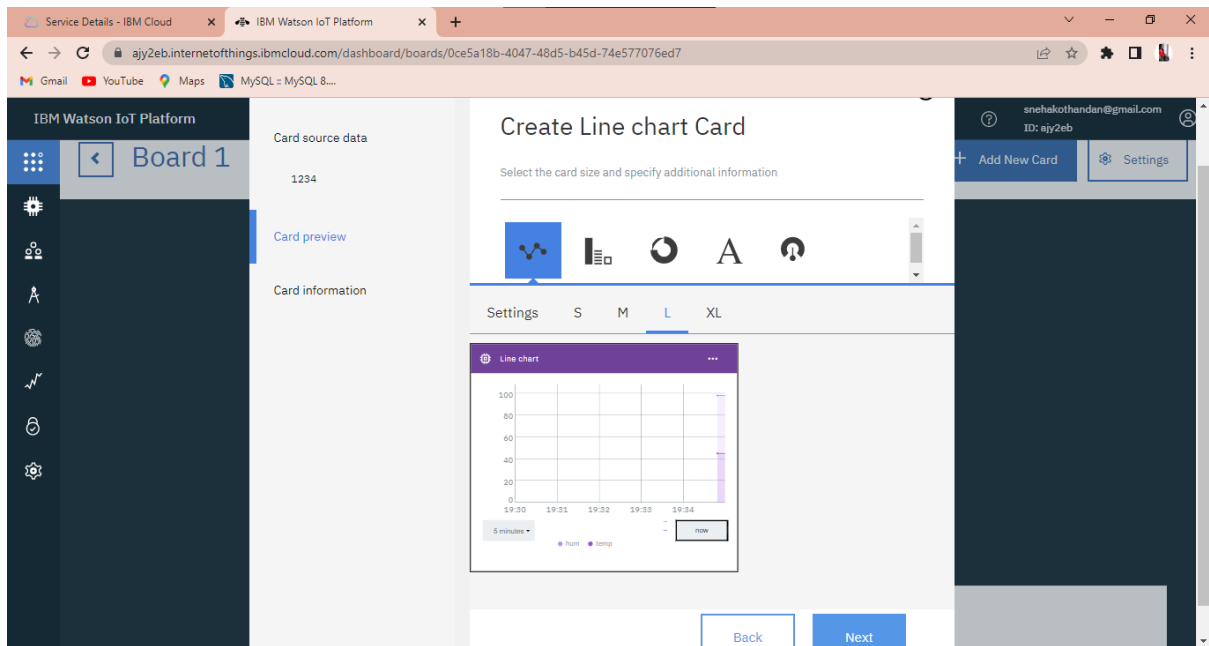 Service Details - IBM Cloud
IBM Watson IoT Platform
ajy2eb.internetofthings.ibmcloud.com/dashboard/boards/0ce5a18b-4047-48d5-b45d-74e577076ed7
Gmail YouTube Maps MySQL :: MySQL 8....
IBM Watson IoT Platform
snehakothandan@gmail.com
ID: ajy2eb
Board 1
Add New Card
Settings
Card source data
1234
Card preview
Card information
Create Line chart Card
Select the card size and specify additional information
A
Settings S M L XL
Line chart
100
80
60
40
20
0
19:30 19:31 19:32 19:33 19:34
5 minutes
now
hum temp
Back Next